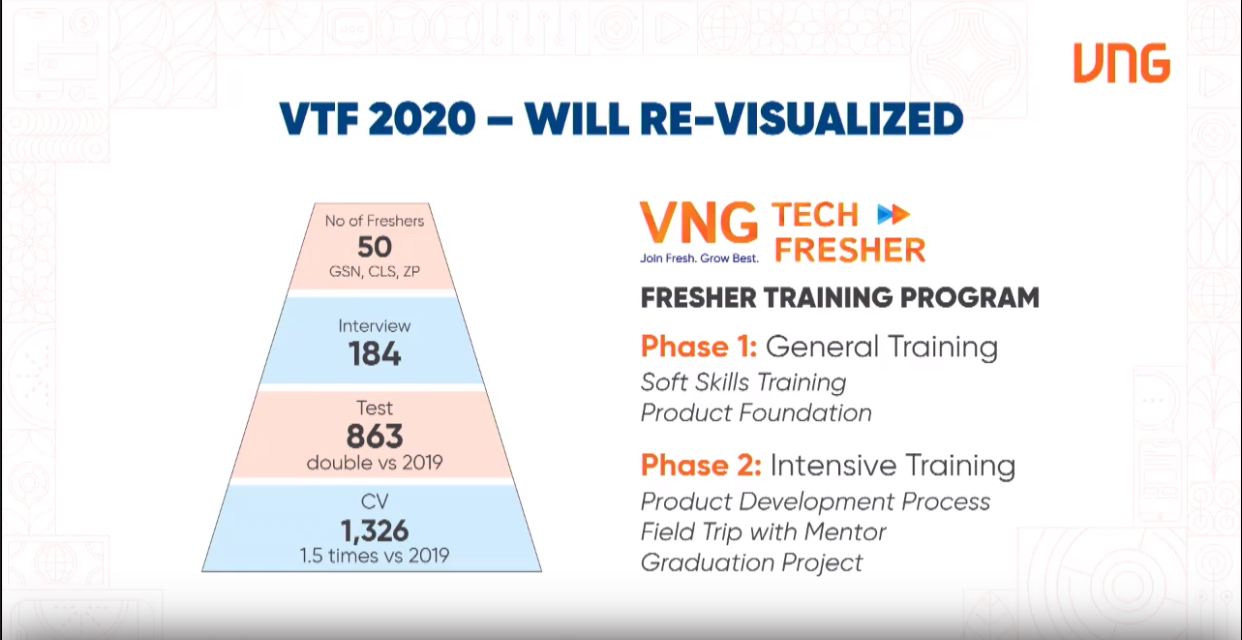 VNG
VTF 2020 – WILL RE-VISUALIZED
No of Freshers
50
GSN, CLS, ZP
Interview
184
Test
863
double vs 2019
CV
1,326
1.5 times vs 2019
VNG TECH
FRESHER
Join Fresh. Grow Best.
FRESHER TRAINING PROGRAM
Phase 1: General Training
Soft Skills Training
Product Foundation
Phase 2: Intensive Training
Product Development Process
Field Trip with Mentor
Graduation Project